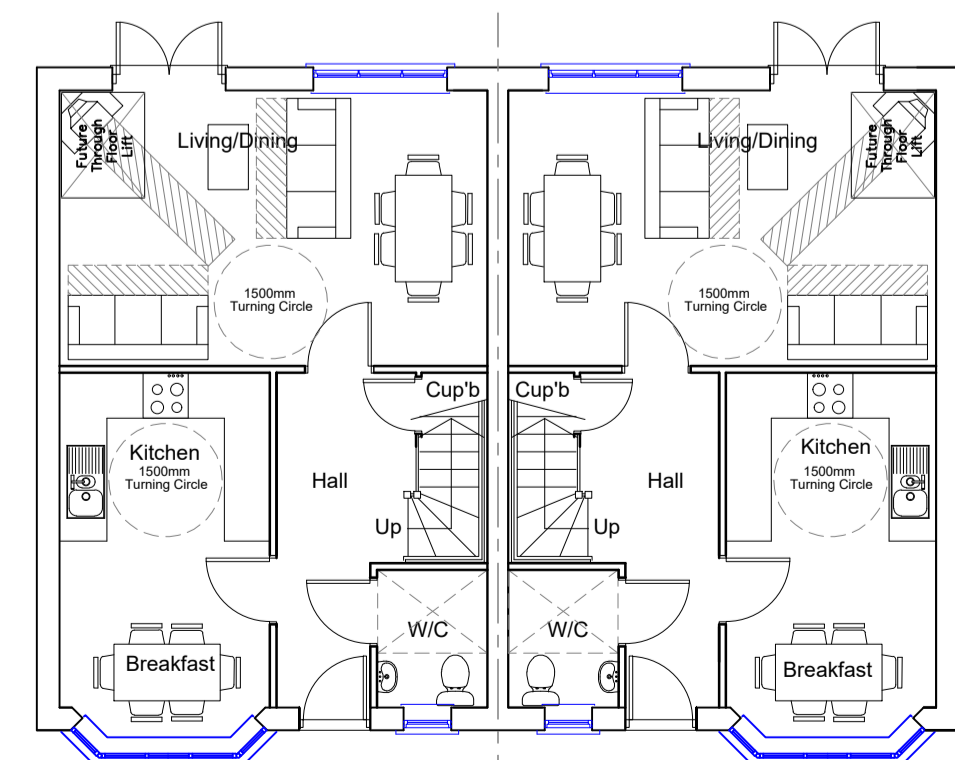 Future
Through
Floor
Lift
Living/Dining
1500mm
Turning Circle
Living/Dining
Future
Through
Floor
Lift
1500mm
Turning Circle
Cup'b
Cup'b
Kitchen
1500mm
Turning Circle
Hall
Up
Hall
Up
Kitchen
1500mm
Turning Circle
W/C
W/C
Breakfast
Breakfast